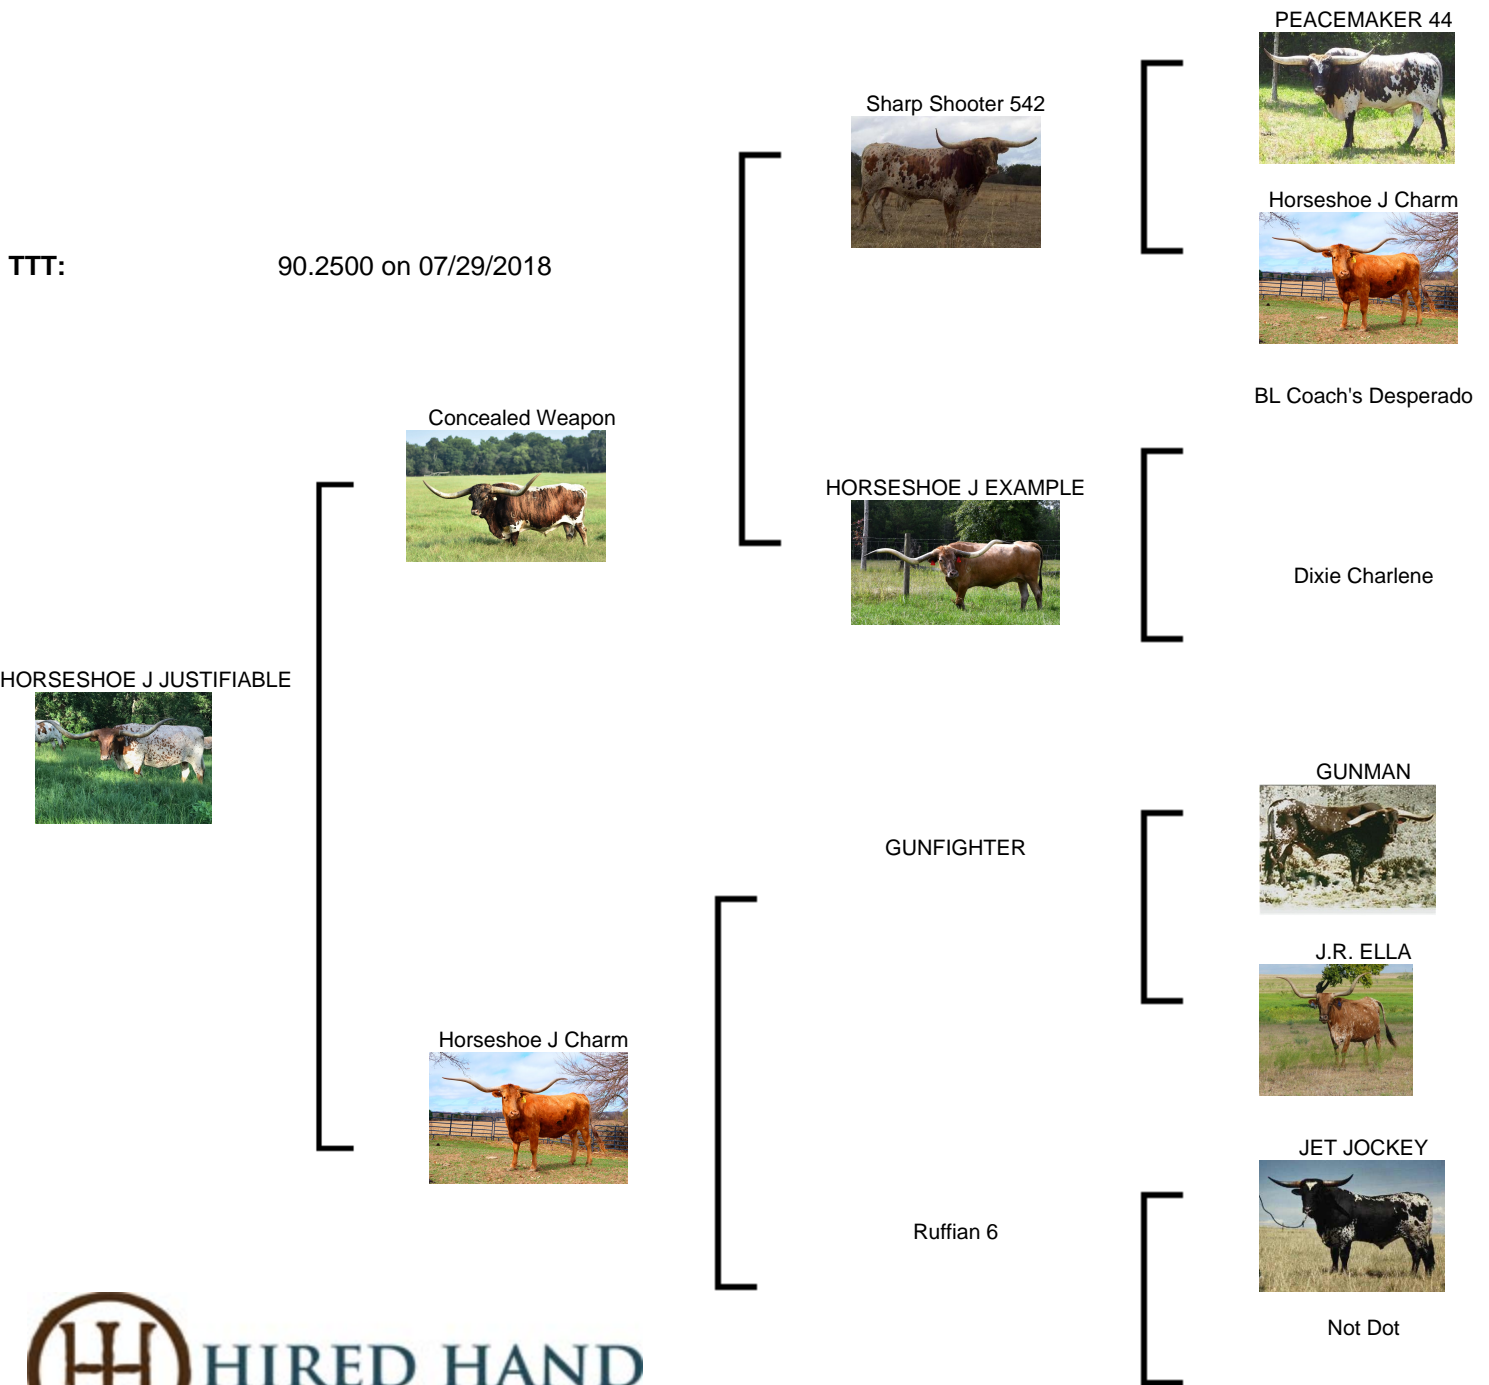 PEACEMAKER 44
Sharp Shooter 542
Horseshoe J Charm
TTT: 90.2500 on 07/29/2018
BL Coach's Desperado
Concealed Weapon
HORSESHOE J EXAMPLE
Dixie Charlene
HORSESHOE J JUSTIFIABLE
GUNMAN
GUNFIGHTER
J.R. ELLA
Horseshoe J Charm
JET JOCKEY
Ruffian 6
Not Dot
HIRED HAND